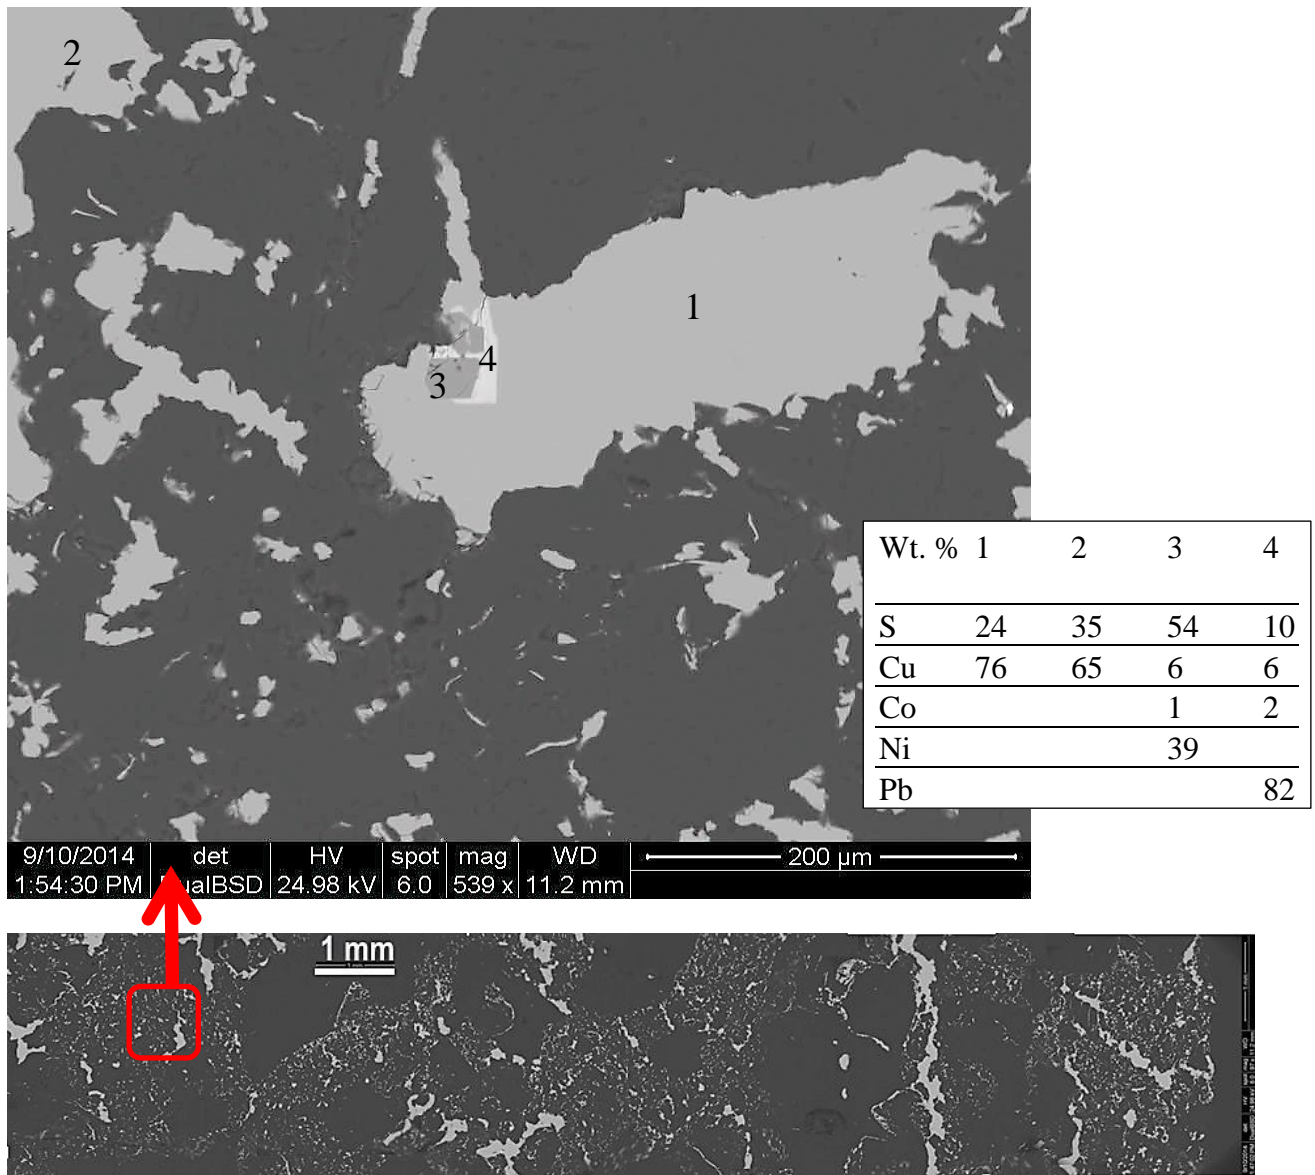 2
1
4
3
Wt. % 1 2 3 4
S 24 35 54 10
Cu 76 65 6 6
Co 1 2
Ni 39
Pb 82
9/10/2014 det HV spot mag WD 200 µm
1:54:30 PM DualBSD 24.98 kV 6.0 539 x 11.2 mm
1 mm